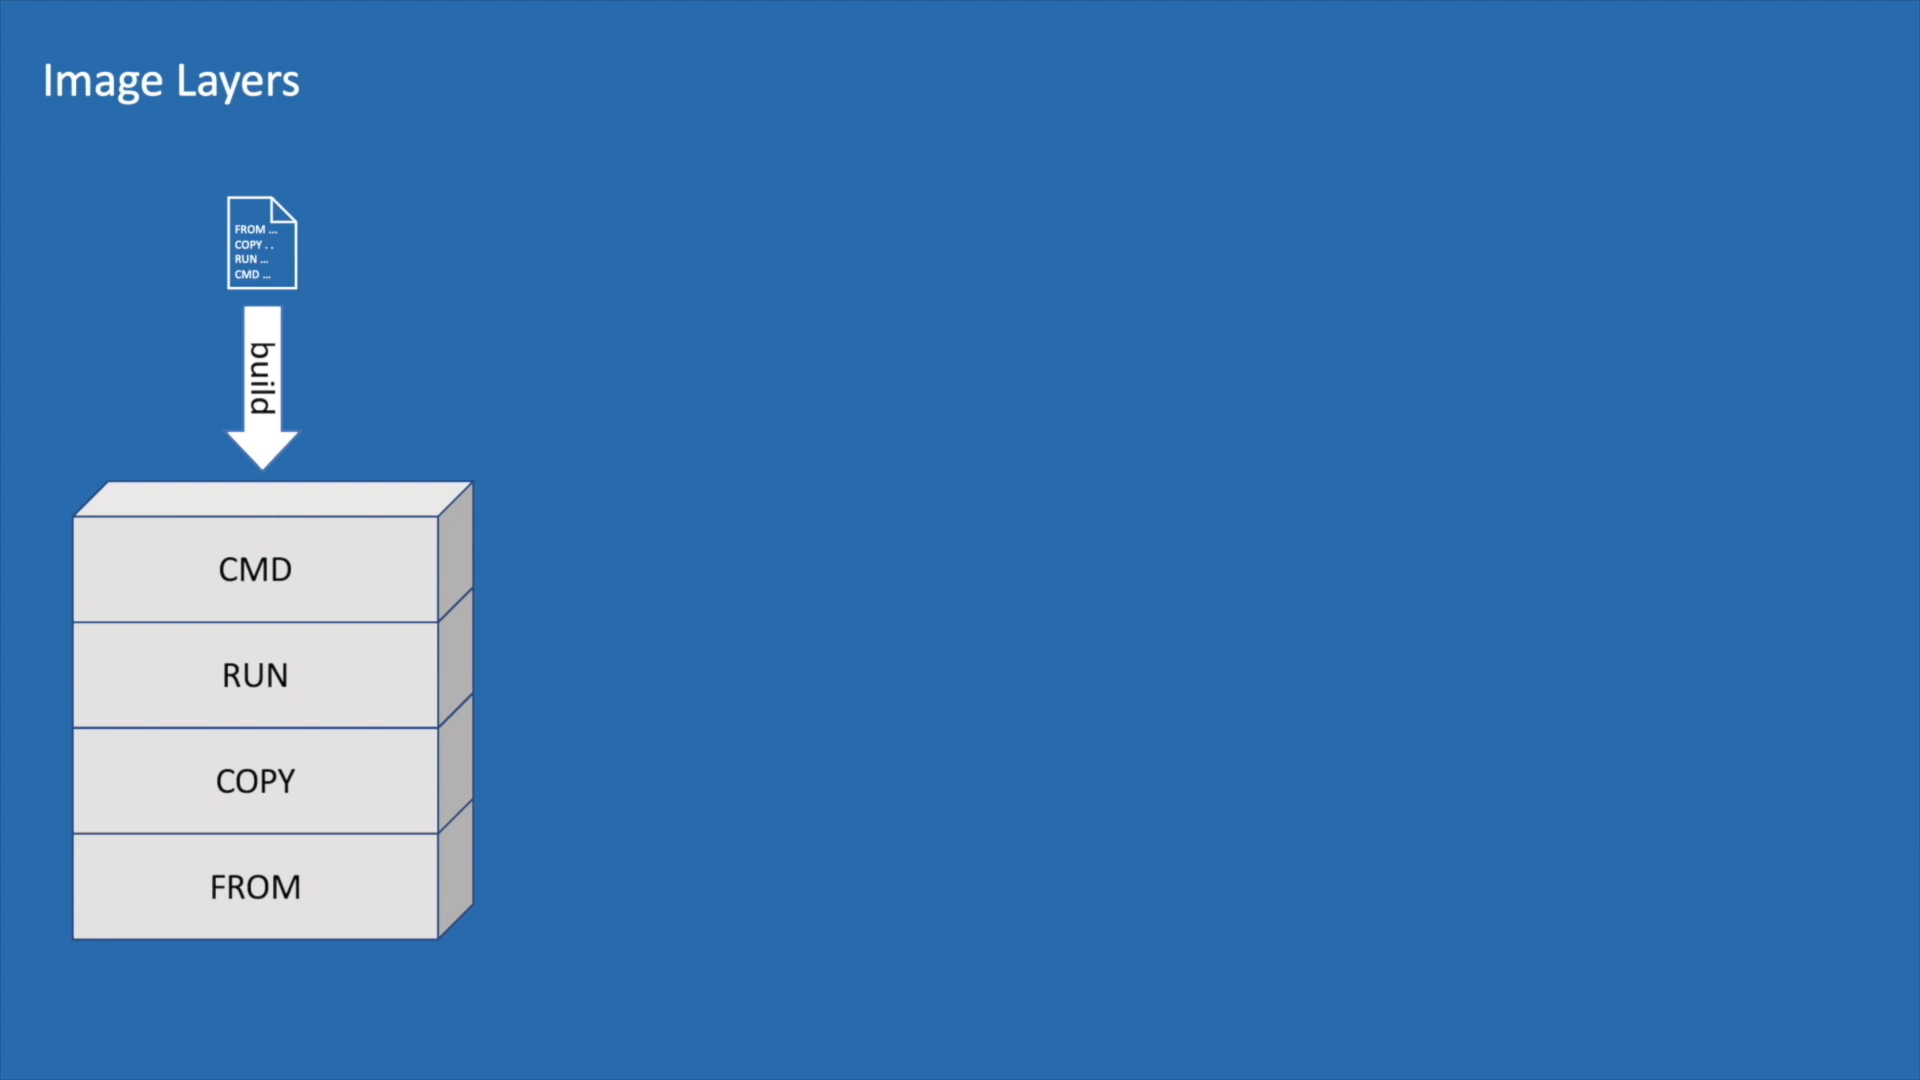 Image Layers
FROM ...
COPY . .
RUN ...
CMD ...
build
CMD
RUN
COPY
FROM